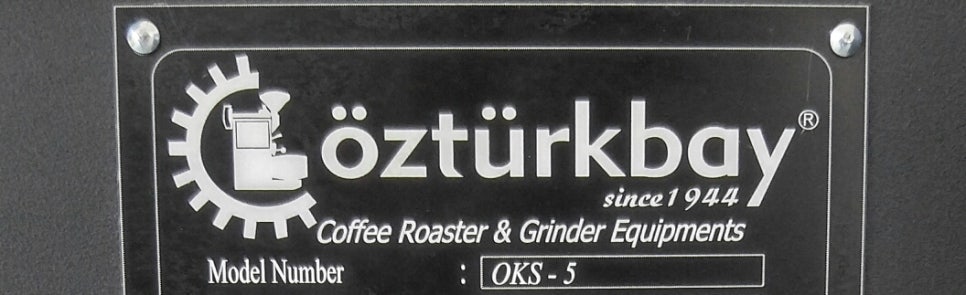 öztürkbay®
since 1944
Coffee Roaster & Grinder Equipments
Model Number : OKS - 5